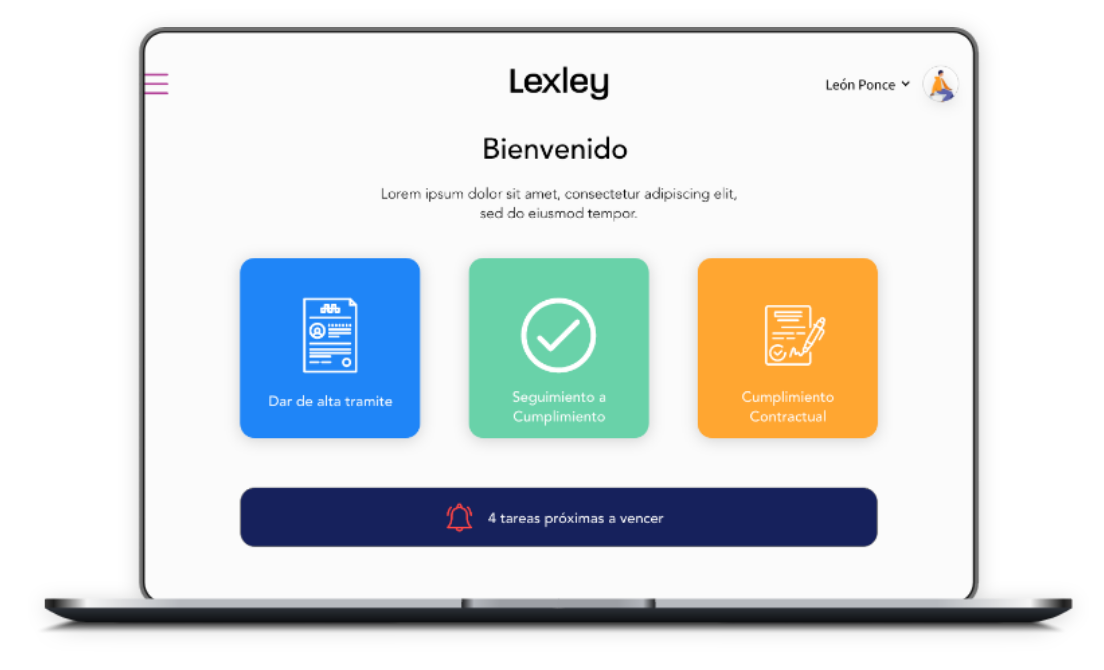 Lexley
León Ponce
Bienvenido
Lorem ipsum dolor sit amet, consectetur adipiscing elit,
sed do eiusmod tempor.
Dar de alta tramite
Seguimiento a
Cumplimiento
Cumplimiento
Contractual
4 tareas próximas a vencer